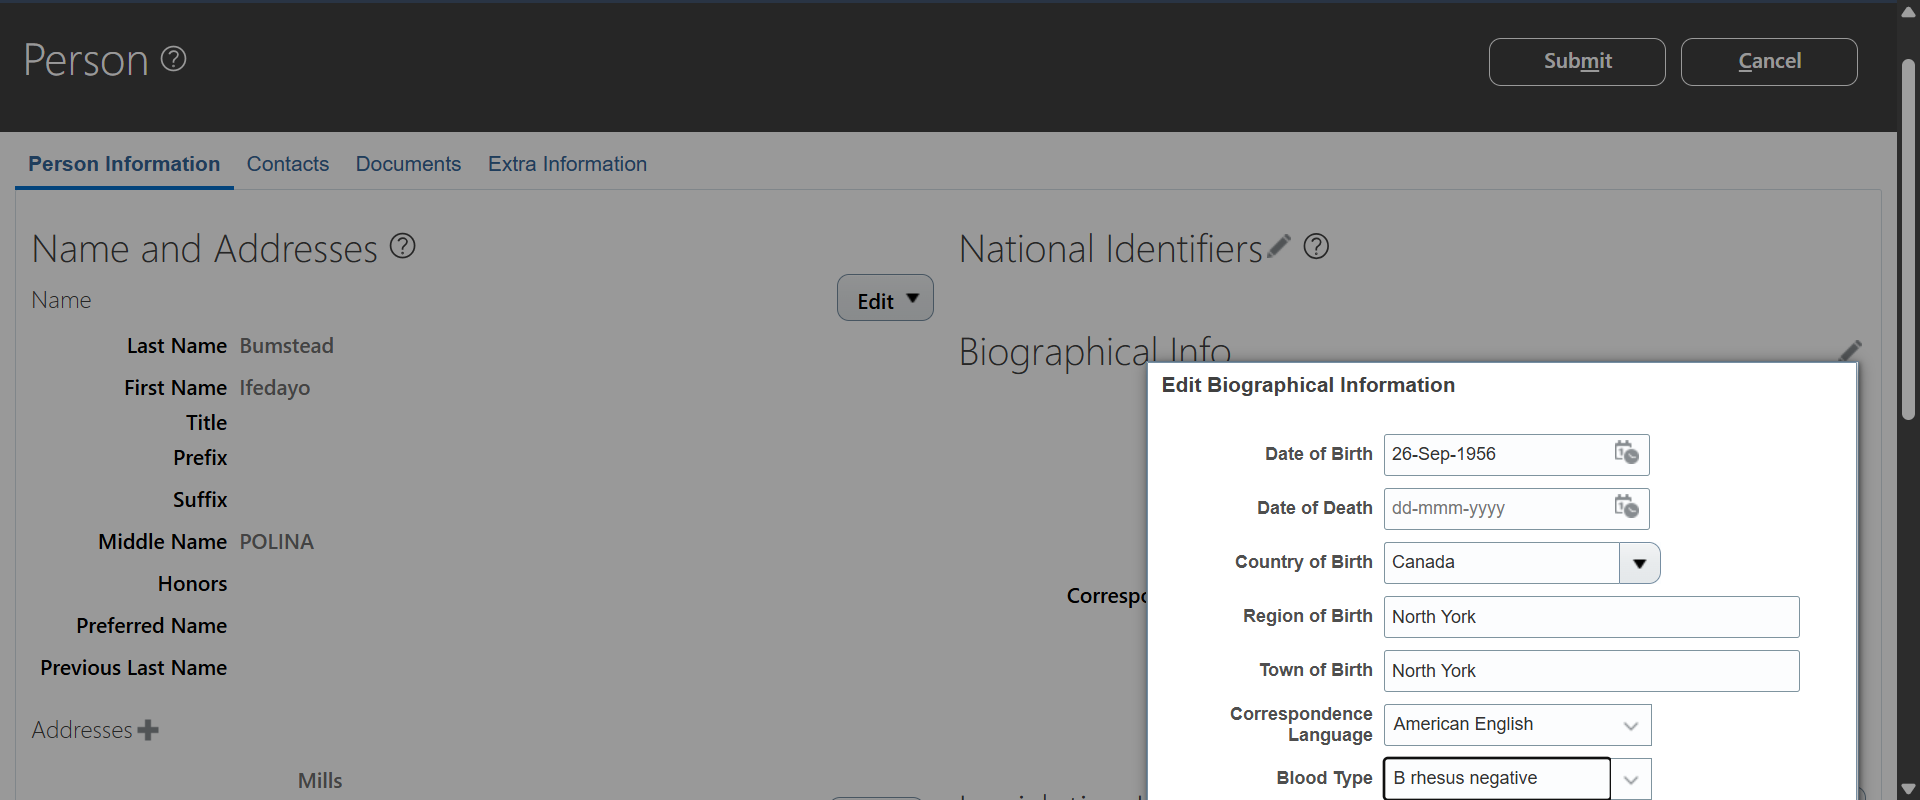 Person
Submit
Cancel
Person Information
Contacts
Documents
Extra Information
Name and Addresses
Name
Edit
Last Name Bumstead
First Name Ifedayo
Title
Prefix
Suffix
Middle Name POLINA
Honors
Preferred Name
Previous Last Name
Addresses
Mills
National Identifiers
Biographical Info
Edit Biographical Information
Date of Birth 26-Sep-1956
Date of Death dd-mmm-yyyy
Country of Birth Canada
Region of Birth North York
Town of Birth North York
Correspondence
Language American English
Blood Type B rhesus negative